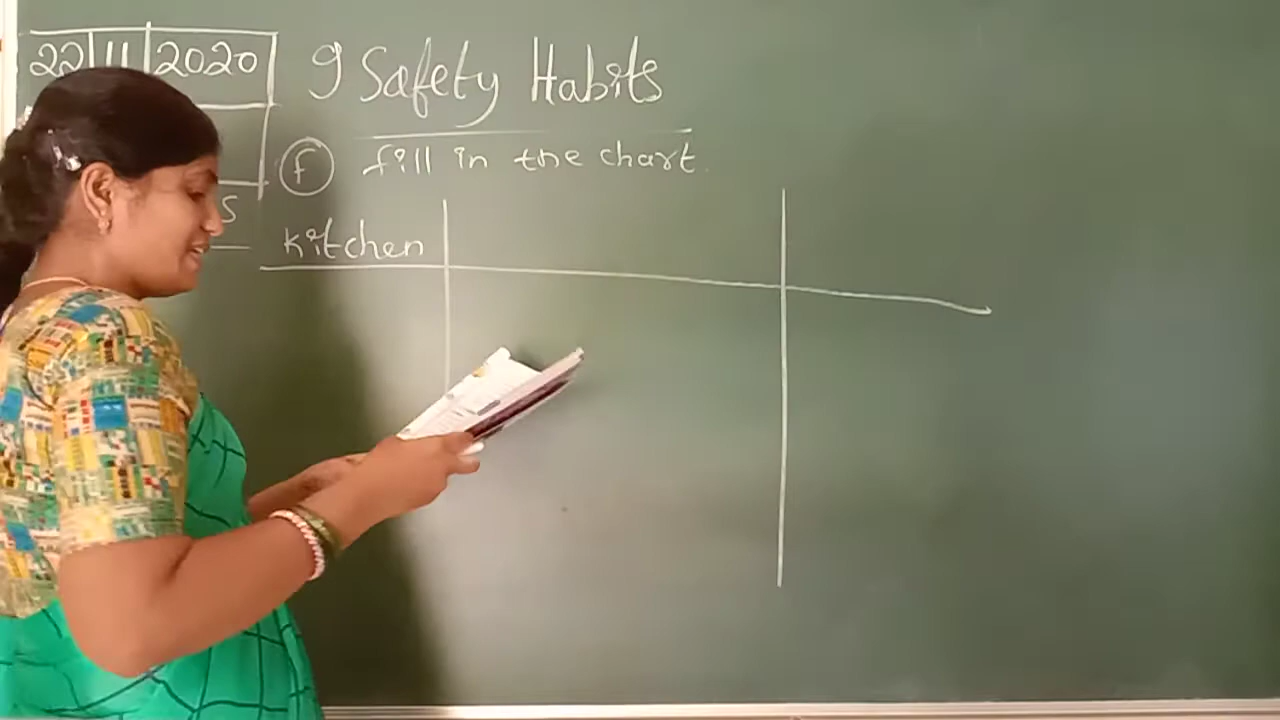 22 11 2020
9 Safety Habits
F fill in the chart.
S
kitchen